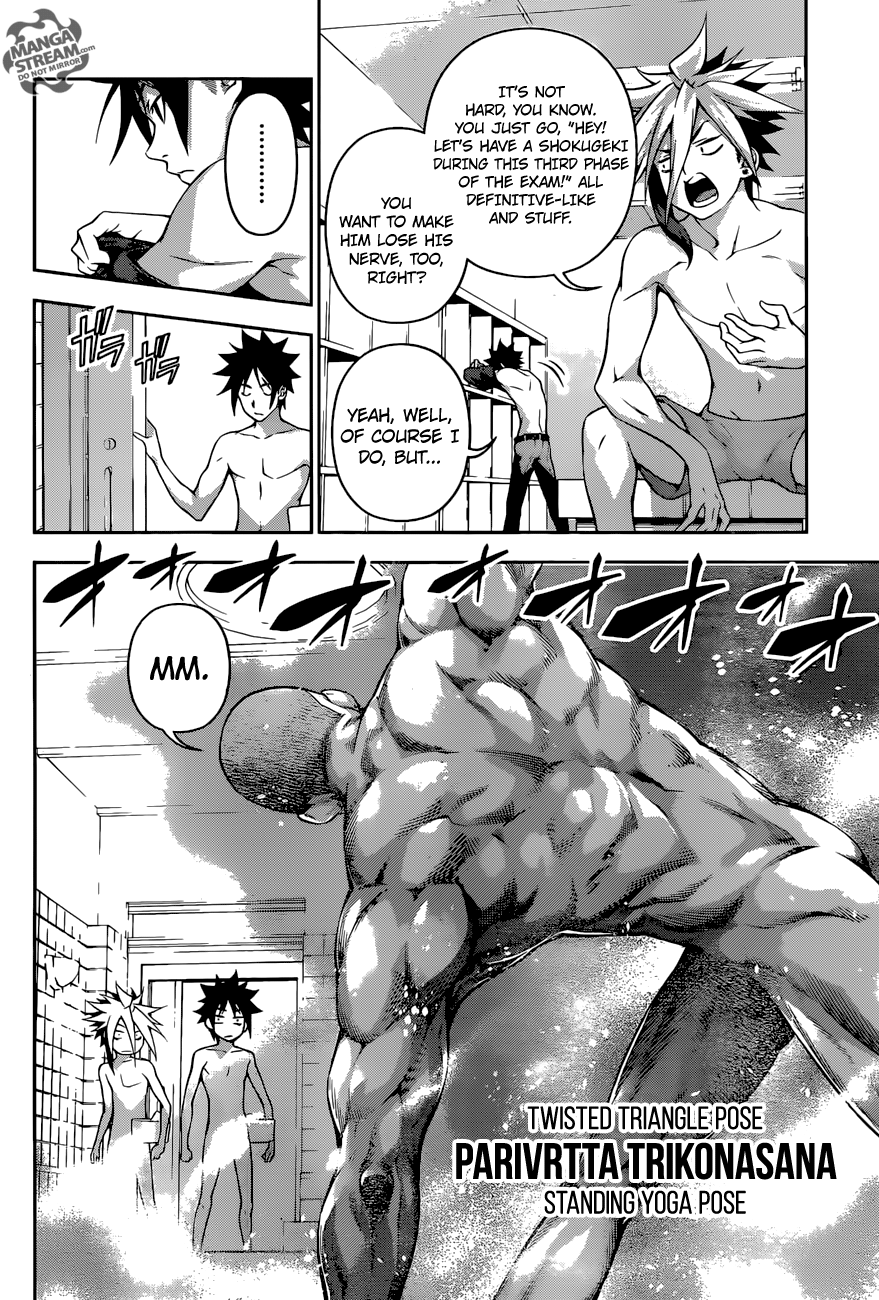 MANGA
STREAM.com
DO NOT MIRROR
IT'S NOT
HARD, YOU KNOW.
YOU JUST GO, "HEY!
LET'S HAVE A SHOKUGEKI
DURING THIS THIRD PHASE
OF THE EXAM!" ALL
DEFINITIVE-LIKE
AND STUFF.
YOU
WANT TO MAKE
HIM LOSE HIS
NERVE, TOO,
RIGHT?
YEAH, WELL,
OF COURSE I
DO, BUT...
.........
ガラ
ガラ
オオオオオオオ
MM.
TWISTED TRIANGLE POSE
PARIVRTTA TRIKONASANA
STANDING YOGA POSE